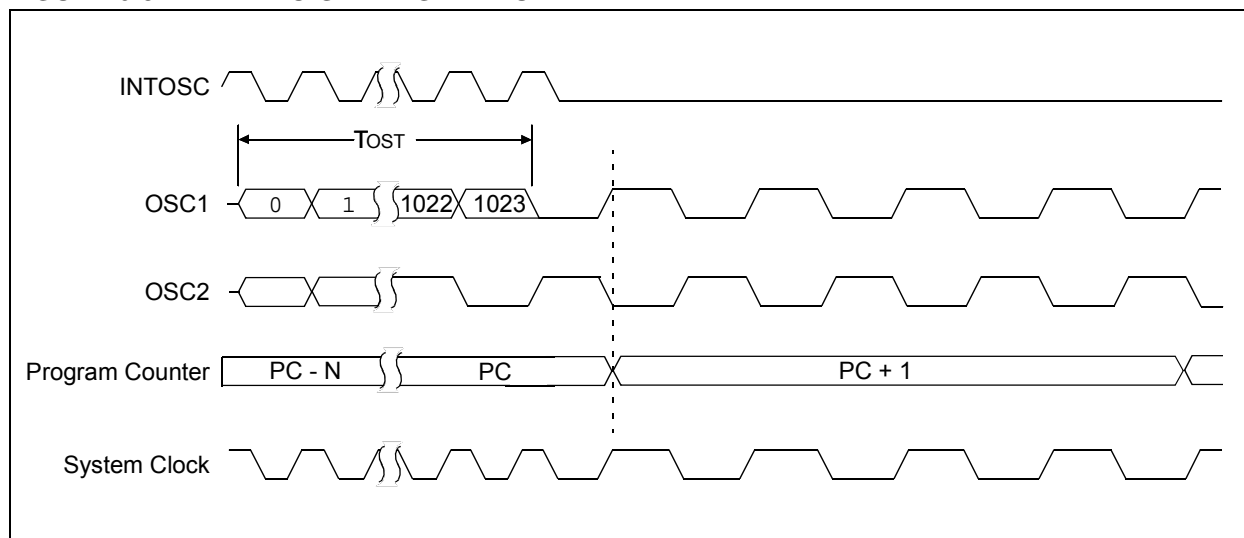 INTOSC
TOST
OSC1
0 1 1022 1023
OSC2
Program Counter
PC - N PC PC + 1
System Clock